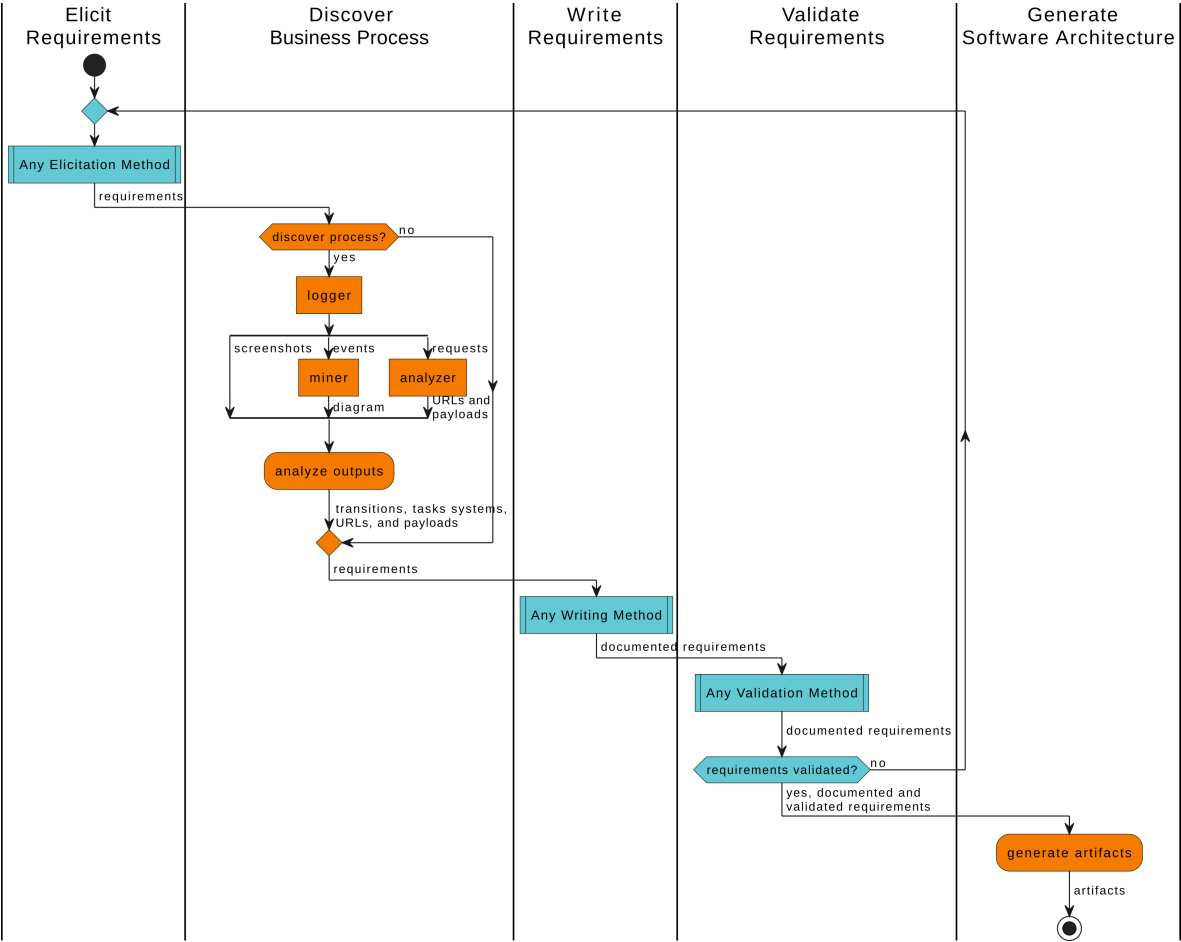 Elicit
Requirements
Discover
Business Process
Write
Requirements
Validate
Requirements
Generate
Software Architecture
Any Elicitation Method
requirements
discover process?
no
yes
logger
screenshots
events
requests
miner
analyzer
diagram
URLs and
payloads
analyze outputs
transitions, tasks systems,
URLs, and payloads
requirements
Any Writing Method
documented requirements
Any Validation Method
documented requirements
requirements validated?
no
yes, documented and
validated requirements
generate artifacts
artifacts